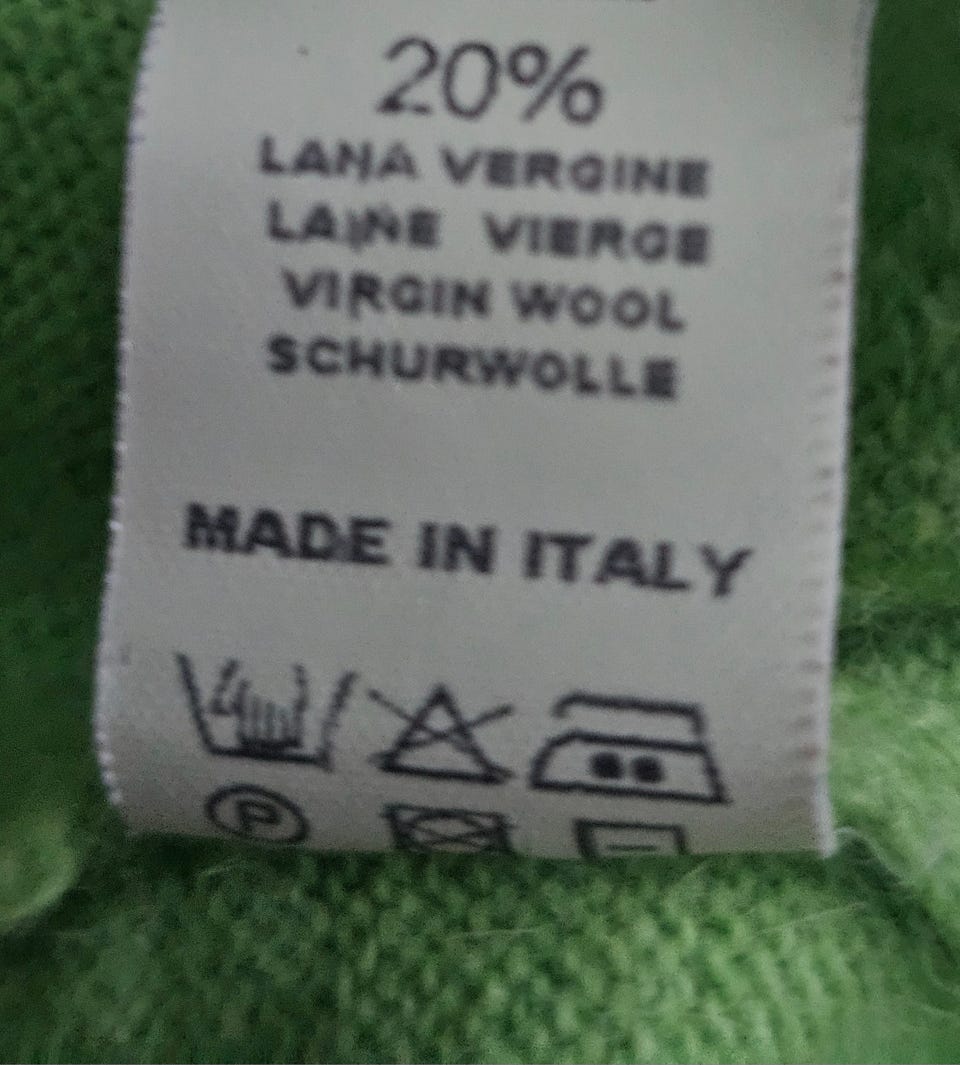 20%
LANA VERGINE
LAINE VIERGE
VIRGIN WOOL
SCHURWOLLE
MADE IN ITALY
P